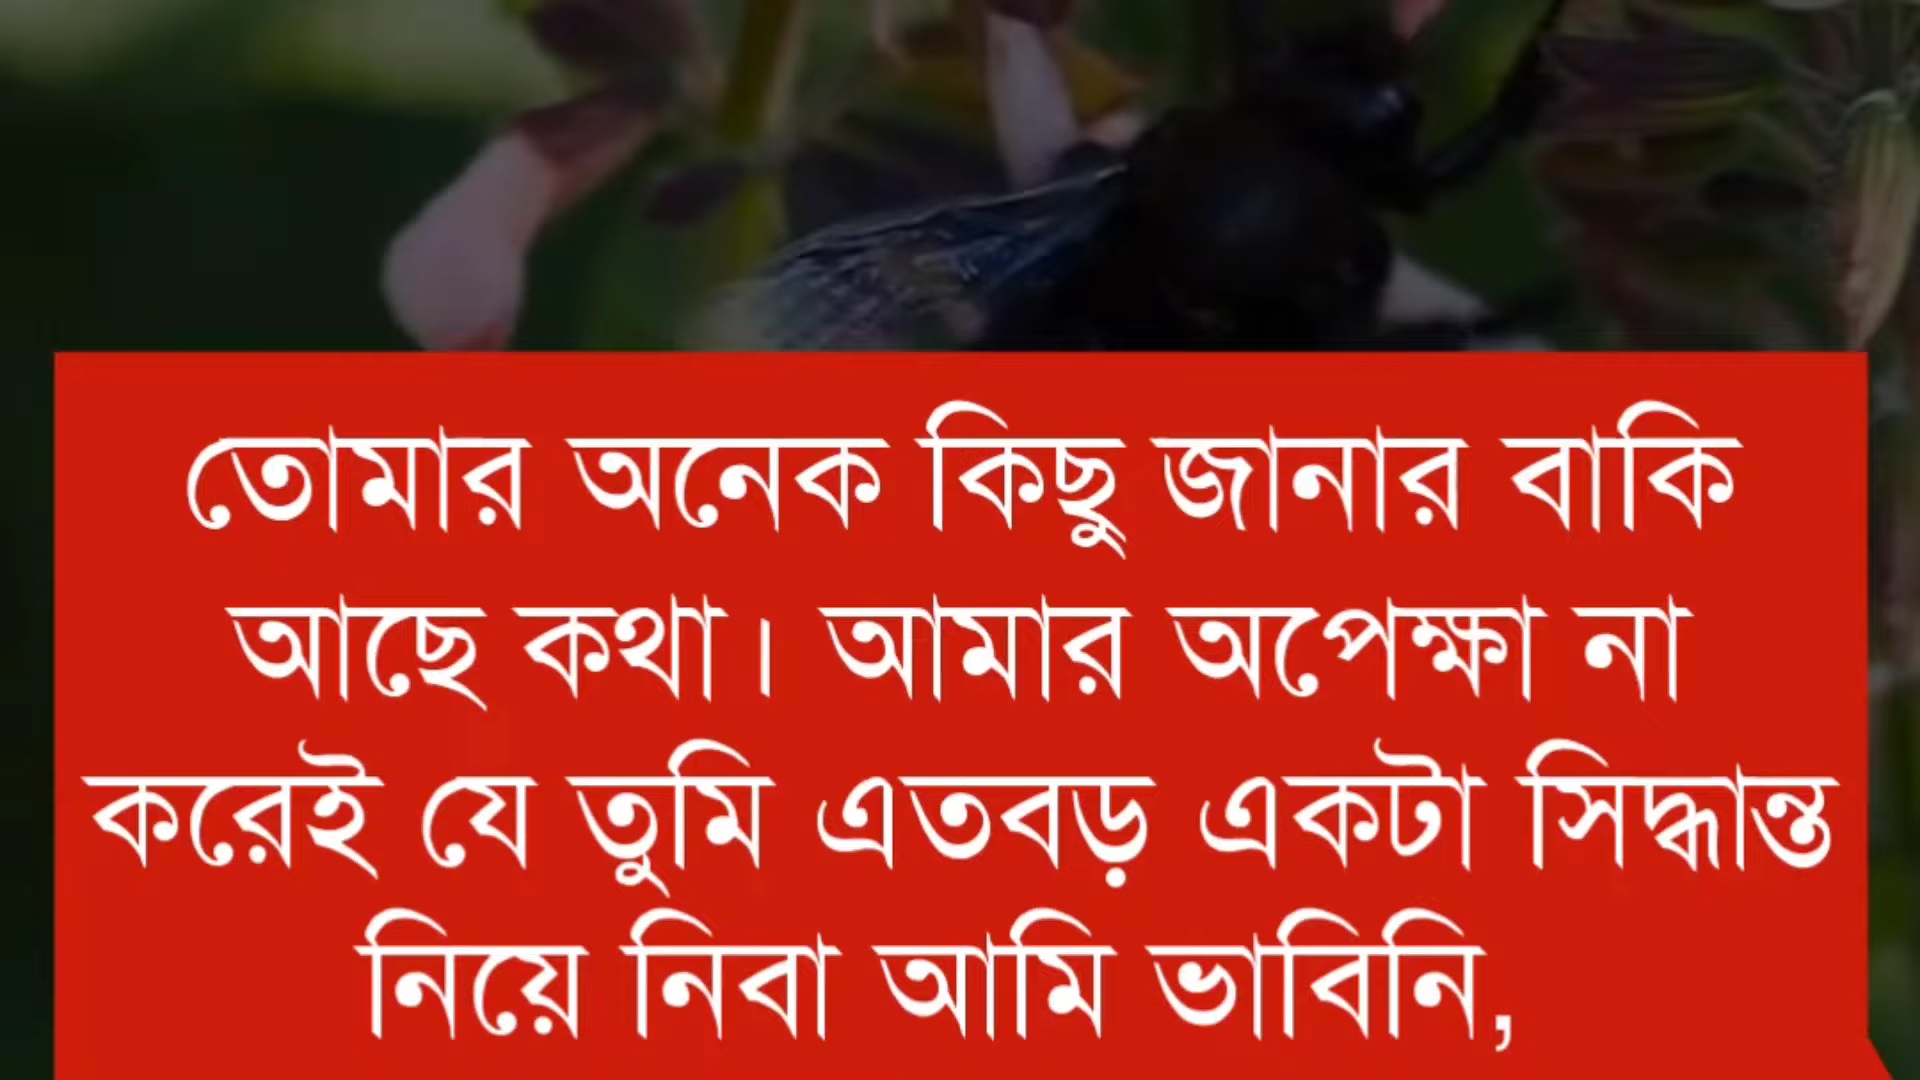 তোমার অনেক কিছু জানার বাকি
আছে কথা। আমার অপেক্ষা না
করেই যে তুমি এতবড় একটা সিদ্ধান্ত
নিয়ে নিবা আমি ভাবিনি,